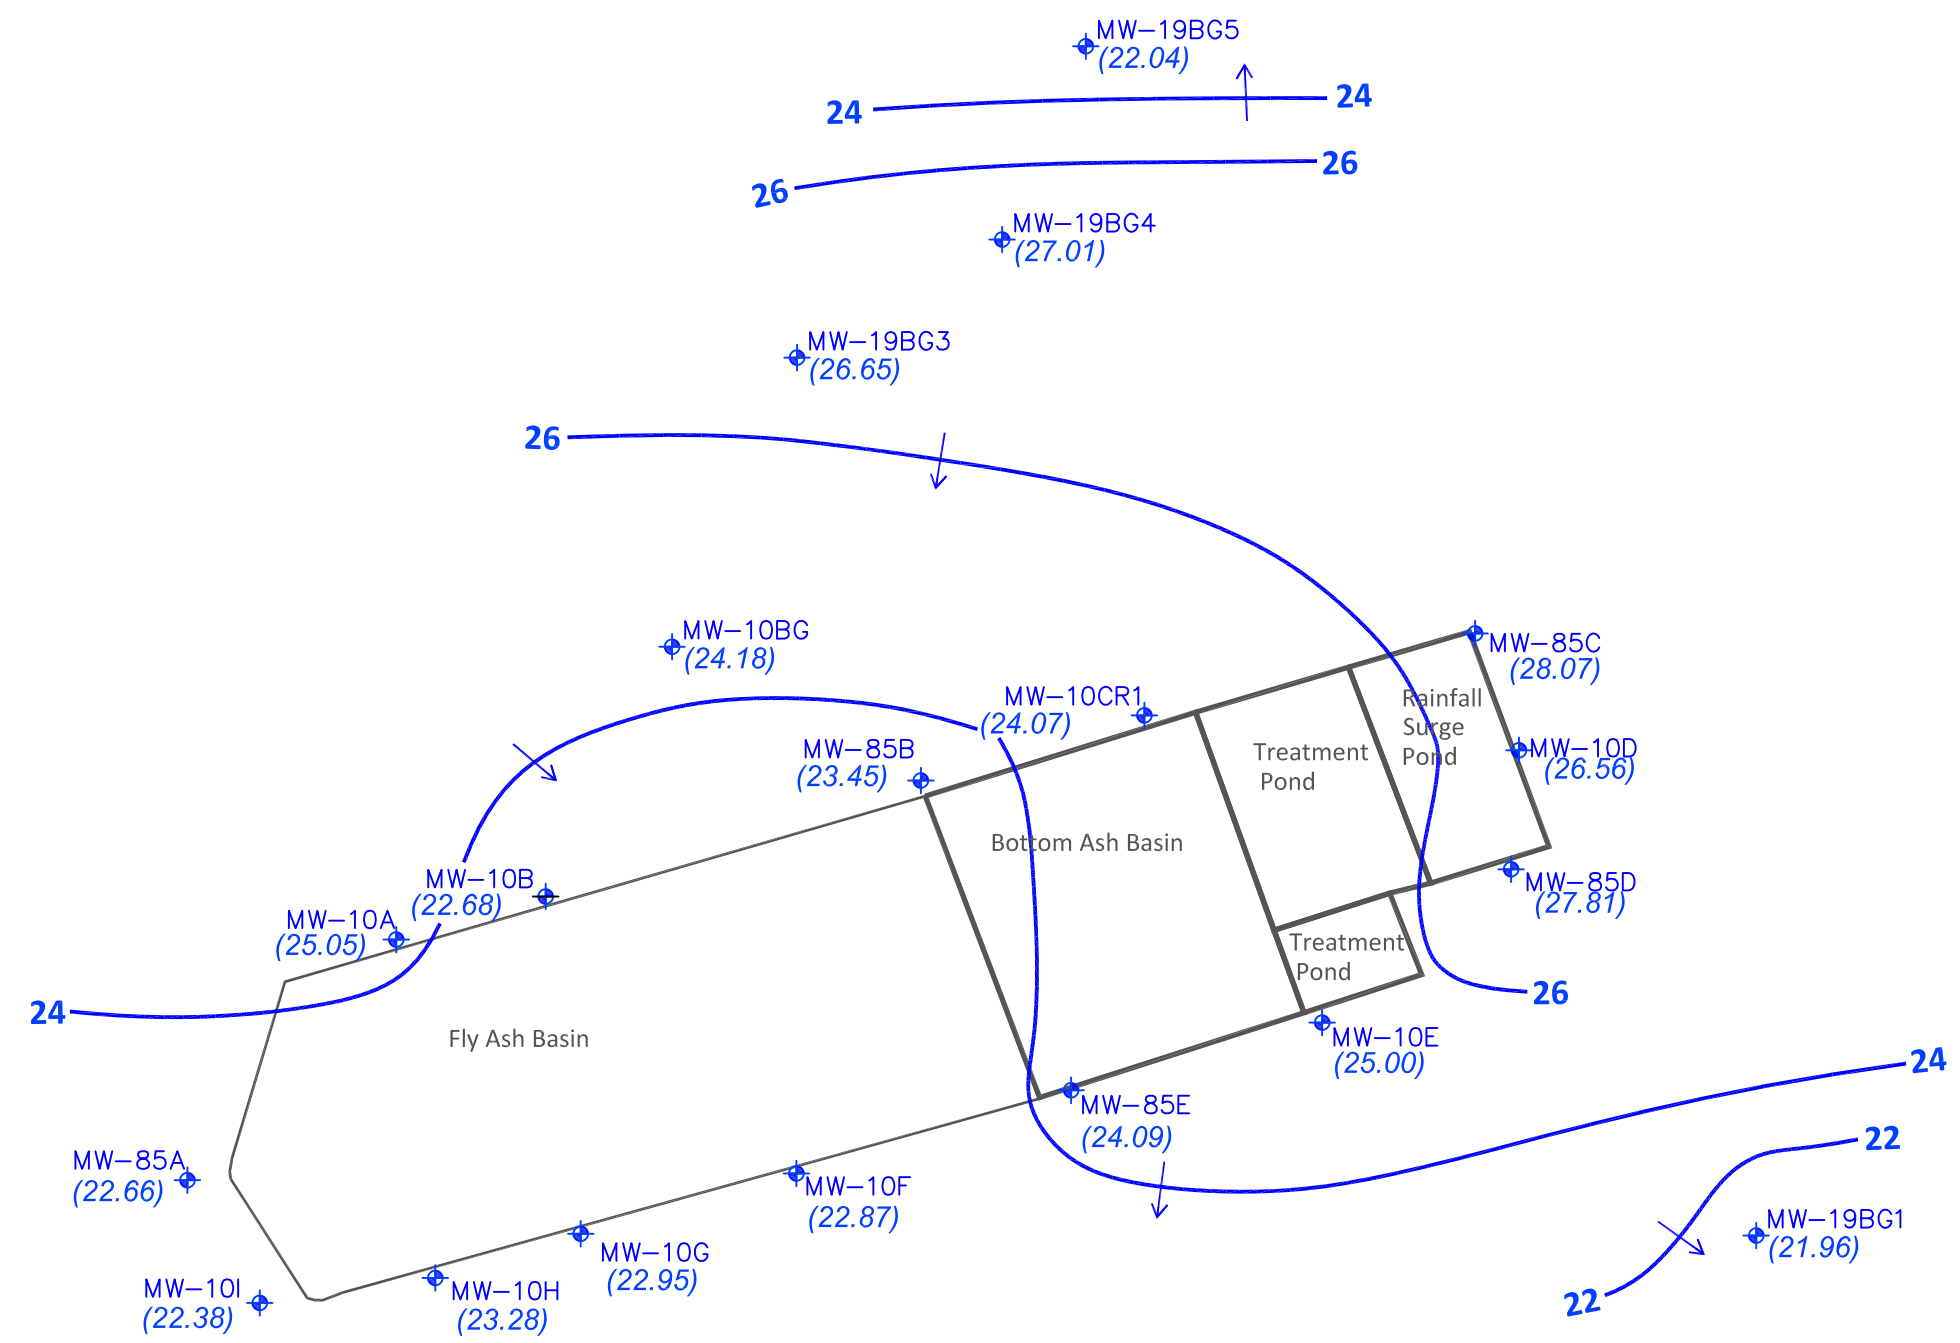 MW-19BG5
(22.04)
24
24
26
26
MW-19BG4
(27.01)
MW-19BG3
(26.65)
26
MW-10BG
(24.18)
MW-85C
(28.07)
MW-10CR1
(24.07)
Rainfall
Surge
Pond
MW-85B
(23.45)
Treatment
Pond
MW-10D
(26.56)
Bottom Ash Basin
MW-10B
(22.68)
MW-85D
(27.81)
MW-10A
(25.05)
Treatment
Pond
26
24
Fly Ash Basin
MW-10E
(25.00)
24
MW-85E
(24.09)
22
MW-85A
(22.66)
MW-10F
(22.87)
MW-19BG1
(21.96)
MW-10G
(22.95)
MW-10I
(22.38)
MW-10H
(23.28)
22